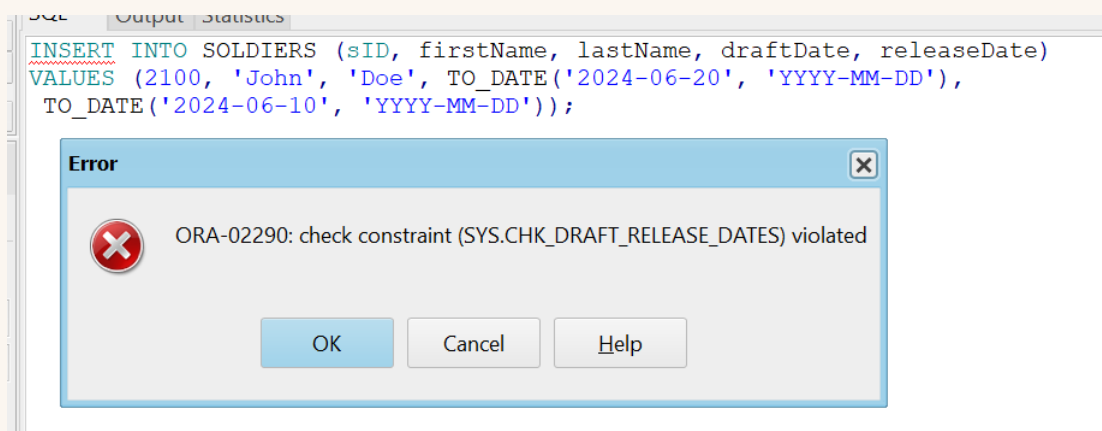 SQL Output Statistics
INSERT INTO SOLDIERS (sID, firstName, lastName, draftDate, releaseDate)
VALUES (2100, 'John', 'Doe', TO_DATE('2024-06-20', 'YYYY-MM-DD'),
TO_DATE('2024-06-10', 'YYYY-MM-DD'));
Error
ORA-02290: check constraint (SYS.CHK_DRAFT_RELEASE_DATES) violated
OK Cancel Help